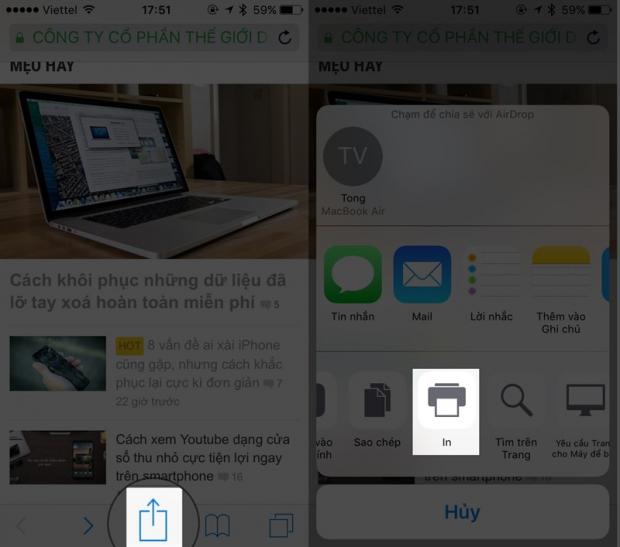 Viettel 17:51 59%
CÔNG TY CỔ PHẦN THẾ GIỚI D
MẸO HAY
Cách khôi phục những dữ liệu đã
lỡ tay xoá hoàn toàn miễn phí 5
HOT 8 vấn đề ai xài iPhone
cũng gặp, nhưng cách khắc
phục lại cực kì đơn giản 7
22 giờ trước
Cách xem Youtube dạng cửa
sổ thu nhỏ cực tiện lợi ngay
trên smartphone 16
Viettel 17:51 59%
CÔNG TY CỔ PHẦN THẾ GIỚI D
MẸO HAY
Chạm để chia sẻ với AirDrop
TV
Tong
MacBook Air
Tin nhắn
Mail
Lời nhắc
Thêm vào
Ghi chú
vào
ính
Sao chép
In
Tìm trên
Trang
Yêu cầu Tran
cho Máy để b
trên smartphone 16
Hủy